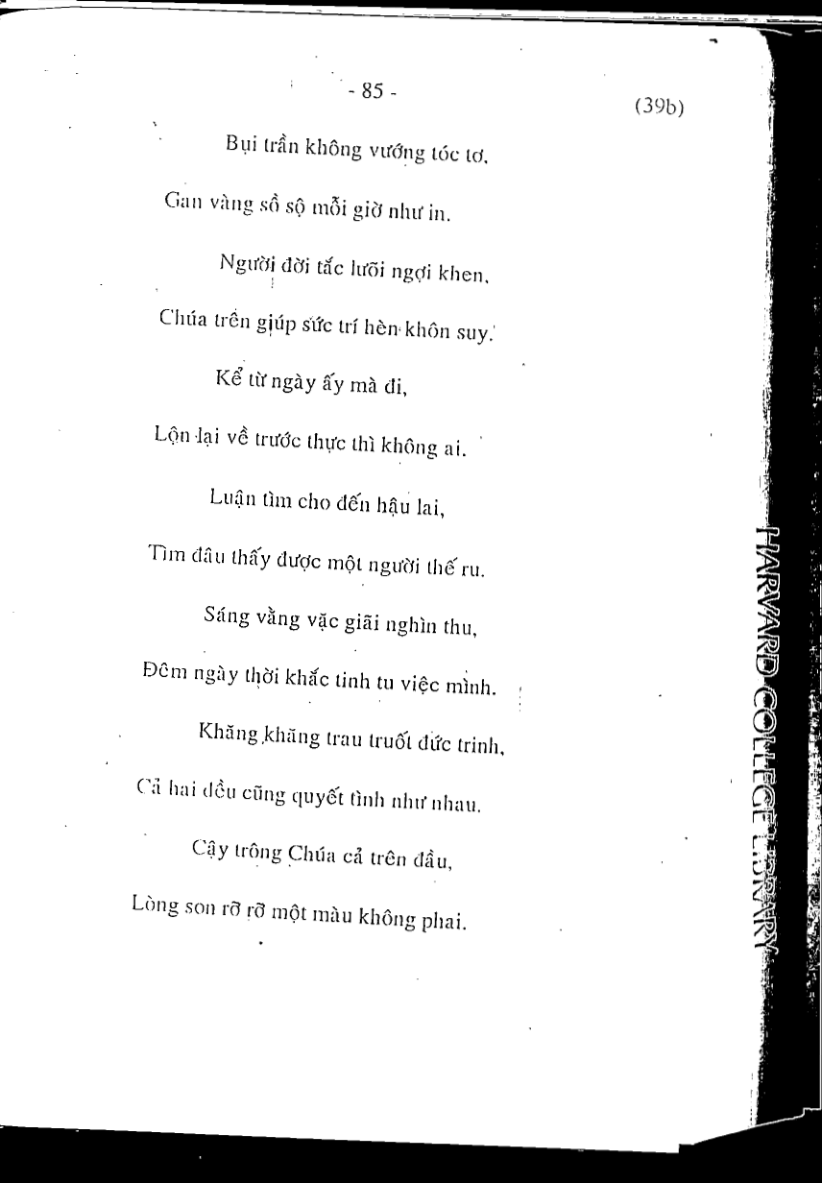 - 85 -
(39b)
Bụi trần không vướng tóc tơ.
Gan vàng sồ sộ mỗi giờ như in.
Người đời tắc lưỡi ngợi khen.
Chúa trên giúp sức trí hèn khôn suy.
Kể từ ngày ấy mà đi,
Lộn lại về trước thực thì không ai.
Luận tìm cho đến hậu lai,
Tìm đâu thấy được một người thế ru.
Sáng vằng vặc giãi nghìn thu,
Đêm ngày thời khắc tinh tu việc mình.
Khăng khăng trau truốt đức trinh,
Cả hai đều cũng quyết tình như nhau.
Cậy trông Chúa cả trên đầu,
Lòng son rỡ rỡ một màu không phai.
HARVARD COLLEGE LIBRARY